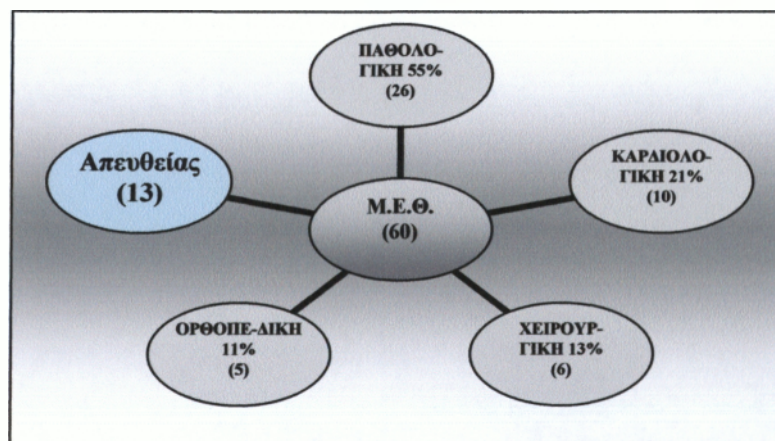 ΠΑΘΟΛΟ-
ΓΙΚΗ 55%
(26)
Απευθείας
(13)
ΚΑΡΔΙΟΛΟ-
ΓΙΚΗ 21%
(10)
Μ.Ε.Θ.
(60)
ΟΡΘΟΠΕ-ΔΙΚΗ
11%
(5)
ΧΕΙΡΟΥΡ-
ΓΙΚΗ 13%
(6)